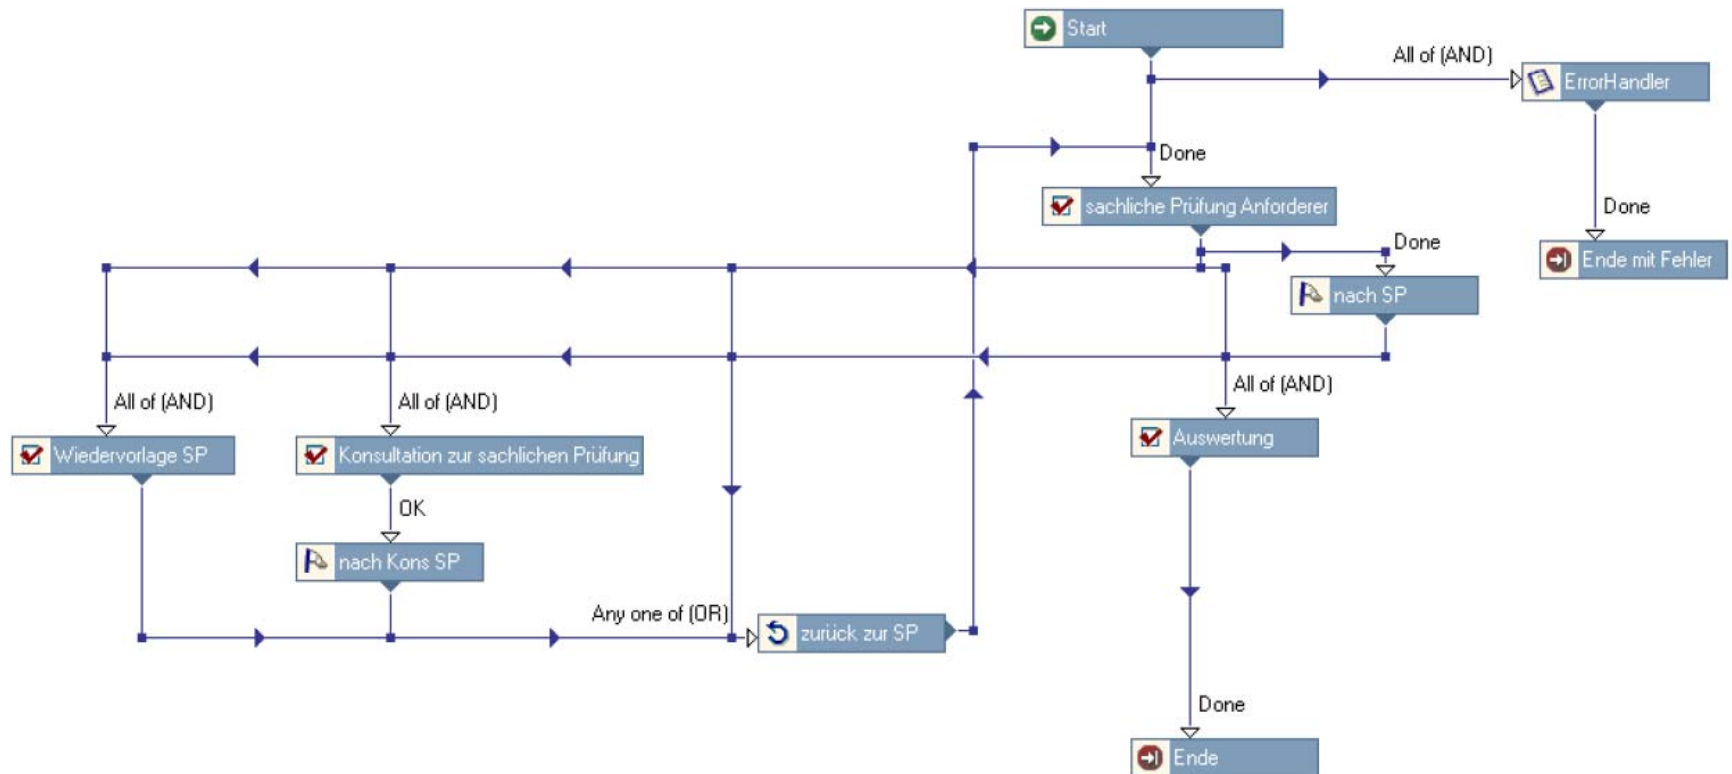 Start
All of (AND)
ErrorHandler
Done
sachliche Prüfung Anforderer
Done
Done
Ende mit Fehler
nach SP
All of (AND)
All of (AND)
All of (AND)
Wiedervorlage SP
Konsultation zur sachlichen Prüfung
Auswertung
OK
nach Kons SP
Any one of (OR)
zurück zur SP
Done
Ende